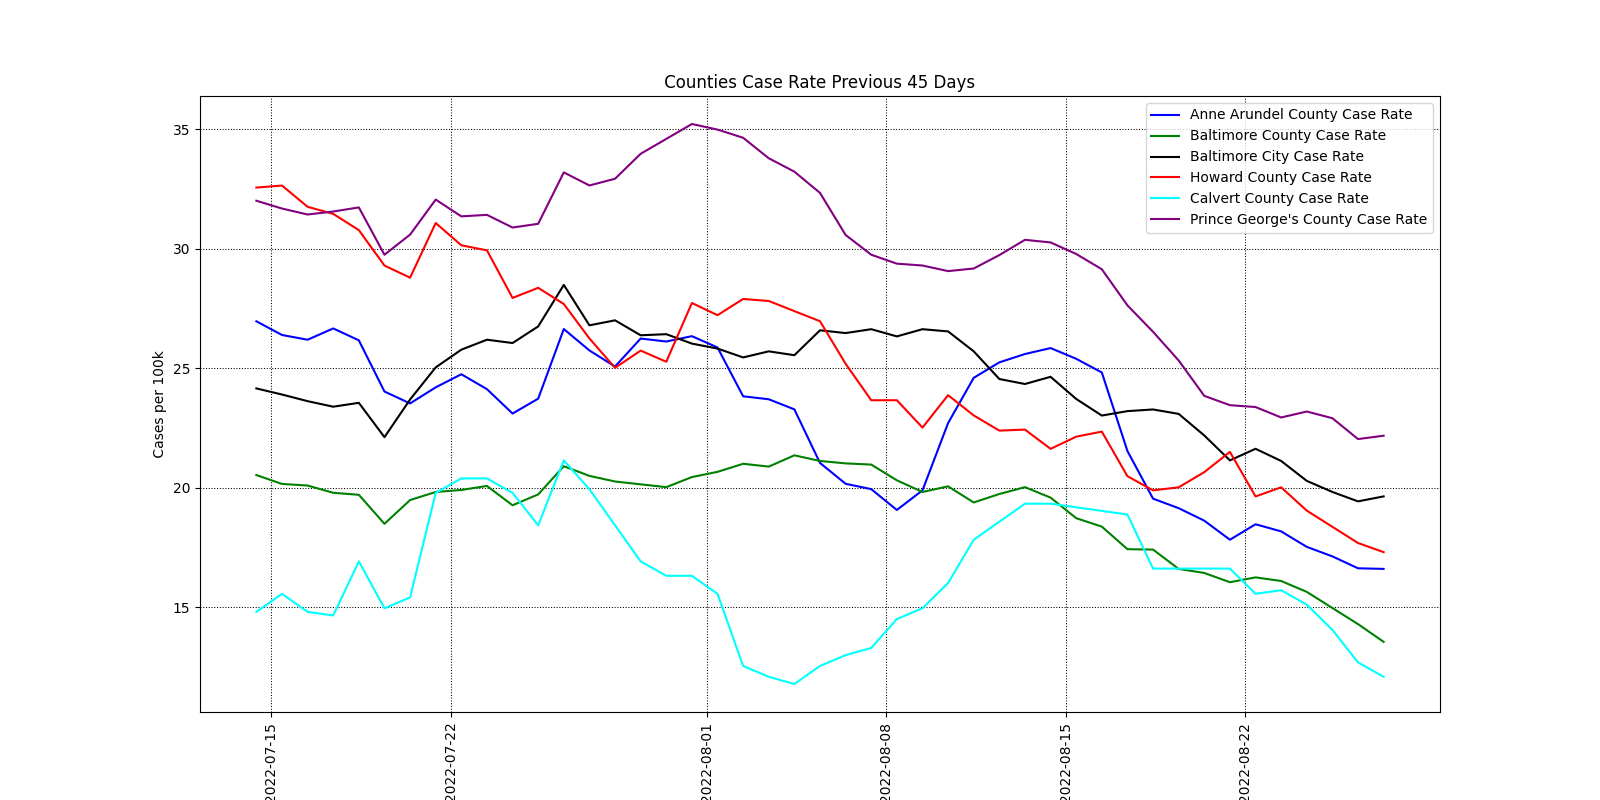 Counties Case Rate Previous 45 Days
Anne Arundel County Case Rate
Baltimore County Case Rate
Baltimore City Case Rate
Howard County Case Rate
Calvert County Case Rate
Prince George's County Case Rate
Cases per 100k
35
30
25
20
15
2022-07-15
2022-07-22
2022-08-01
2022-08-08
2022-08-15
2022-08-22